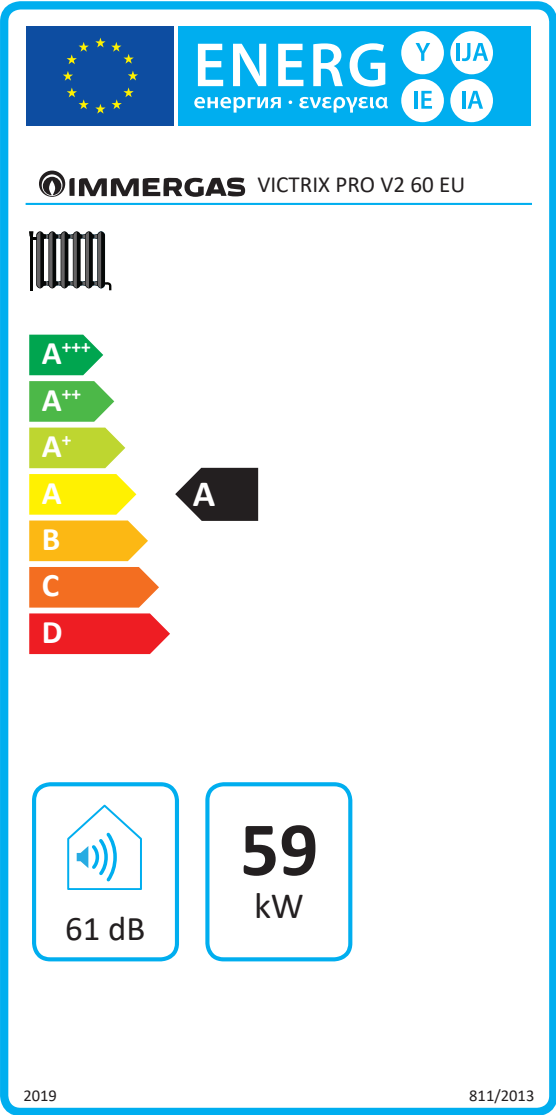 ENERG Y IJA
енергия · ενεργεια IE IA
IMMERGAS VICTRIX PRO V2 60 EU
A+++
A++
A+
A A
B
C
D
59
kW
61 dB
2019 811/2013